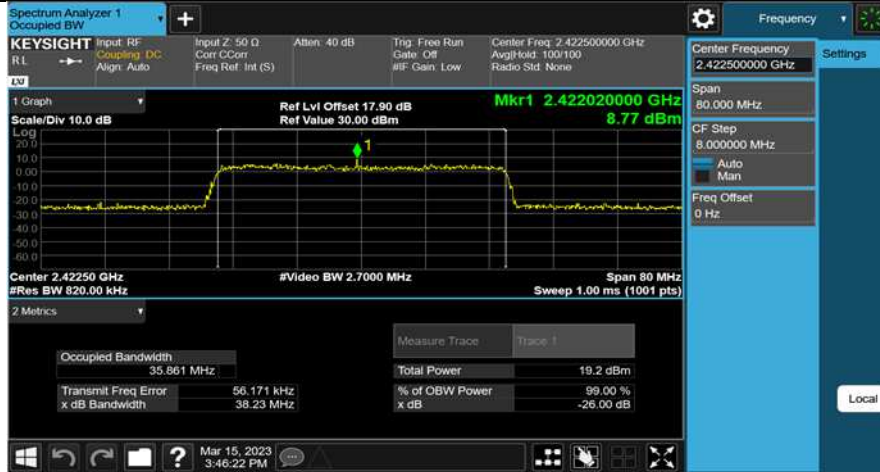 Spectrum Analyzer 1
Occupied BW
+
Frequency
KEYSIGHT
RL
LXI
Input: RF
Coupling: DC
Align: Auto
Input Z: 50 Ω
Corr CCorr
Freq Ref: Int (S)
Atten: 40 dB
Trig: Free Run
Gate: Off
#IF Gain: Low
Center Freq: 2.422500000 GHz
Avg|Hold: 100/100
Radio Std: None
Center Frequency
2.422500000 GHz
Settings
Span
80.000 MHz
CF Step
8.000000 MHz
Auto
Man
Freq Offset
0 Hz
Local
1 Graph
Scale/Div 10.0 dB
Ref Lvl Offset 17.90 dB
Ref Value 30.00 dBm
Mkr1 2.422020000 GHz
8.77 dBm
Log
20.0
10.0
0.00
-10.0
-20.0
-30.0
-40.0
-50.0
-60.0
1
Center 2.42250 GHz
#Res BW 820.00 kHz
#Video BW 2.7000 MHz
Span 80 MHz
Sweep 1.00 ms (1001 pts)
2 Metrics
Measure Trace
Trace 1
Occupied Bandwidth
35.861 MHz
Total Power
19.2 dBm
Transmit Freq Error
56.171 kHz
% of OBW Power
99.00 %
x dB Bandwidth
38.23 MHz
x dB
-26.00 dB
?
Mar 15, 2023
3:46:22 PM